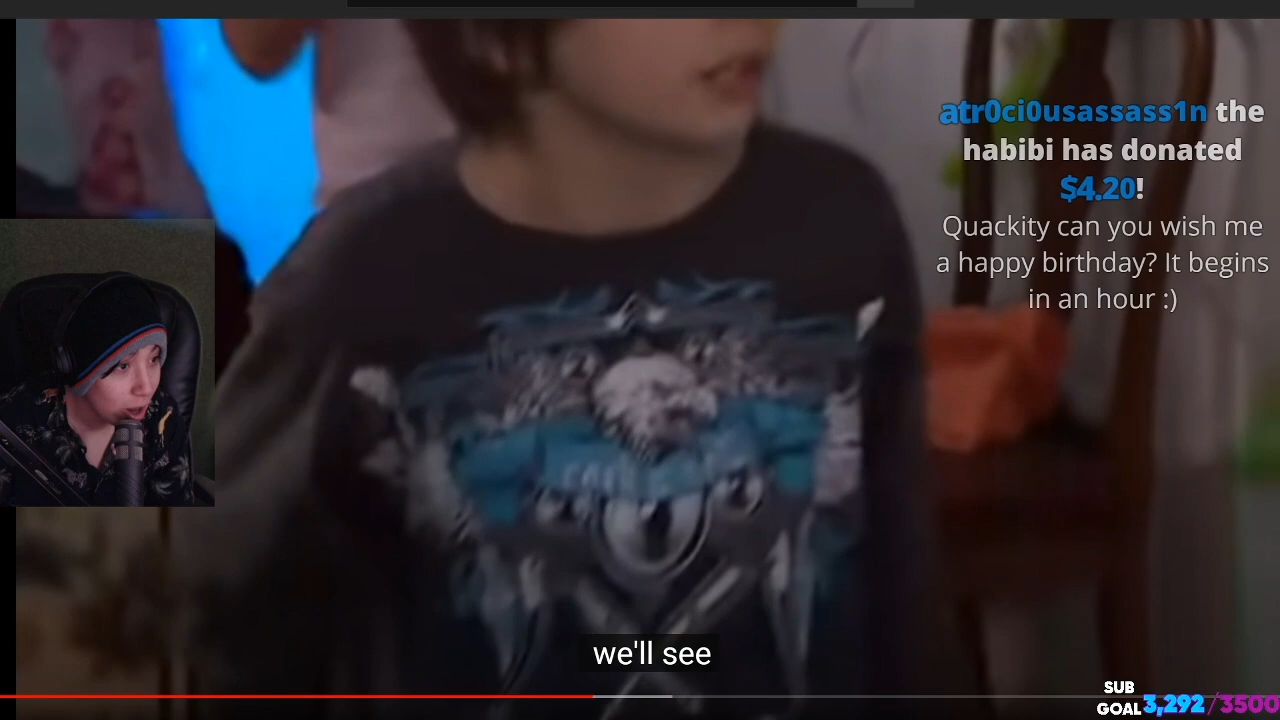 atr0ci0usassass1n the
habibi has donated
$4.20!
Quackity can you wish me
a happy birthday? It begins
in an hour :)
we'll see
SUB
GOAL 3,292/3500